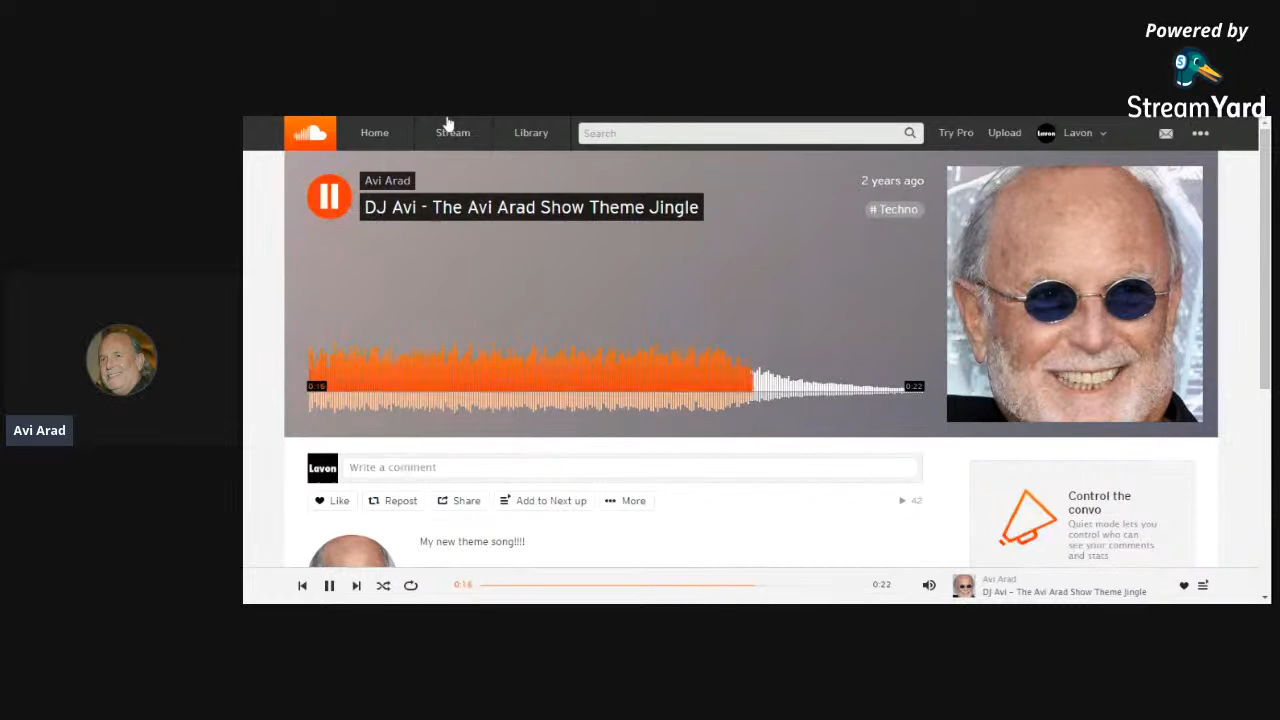 Powered by
StreamYard
Home
Stream
Library
Search
Try Pro
Upload
Lavon
Lavon
Avi Arad
DJ Avi - The Avi Arad Show Theme Jingle
2 years ago
# Techno
0:16
0:22
Avi Arad
Lavon
Write a comment
Like
Repost
Share
Add to Next up
More
42
Control the
convo
Quiet mode lets you
control who can
see your comments
and stats
My new theme song!!!!
0:16
0:22
Avi Arad
DJ Avi - The Avi Arad Show Theme Jingle